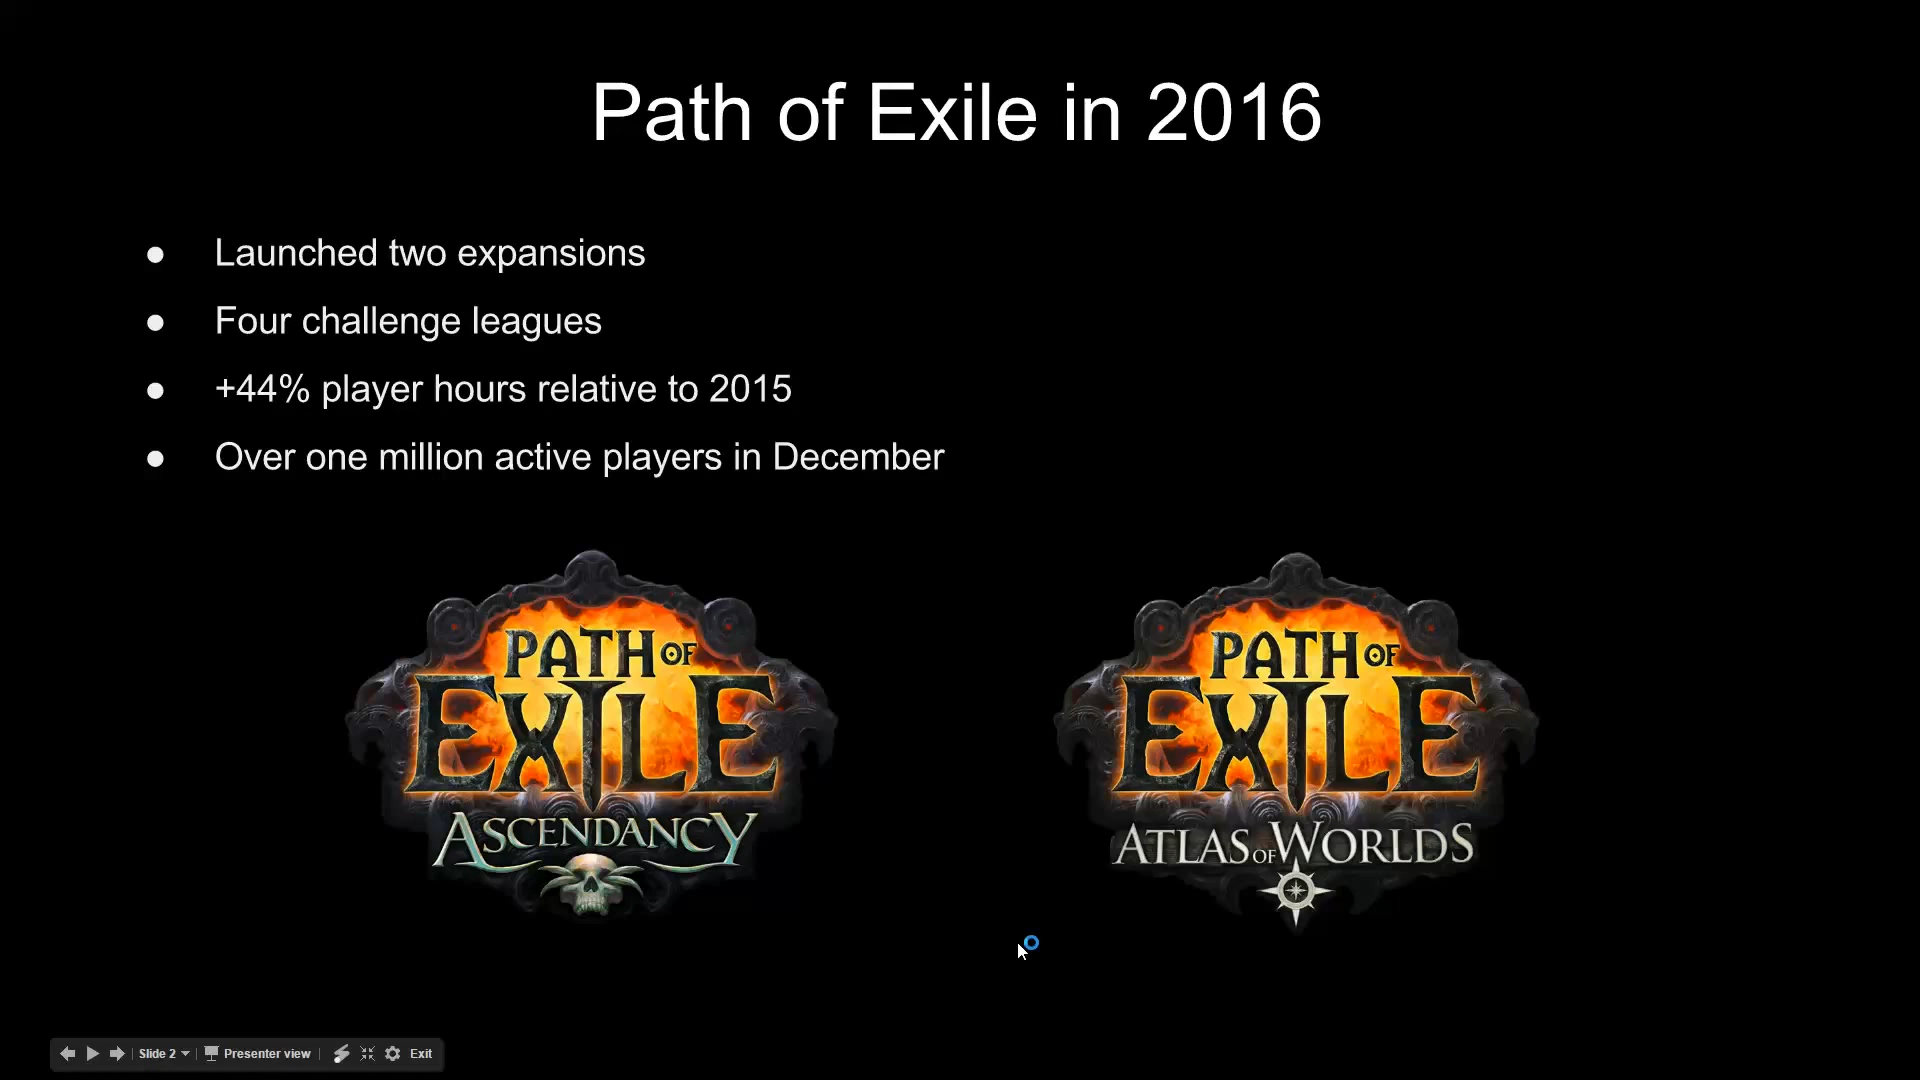 Path of Exile in 2016
● Launched two expansions
● Four challenge leagues
● +44% player hours relative to 2015
● Over one million active players in December
PATH OF
EXILE
ASCENDANCY
PATH OF
EXILE
ATLAS OF WORLDS
Slide 2 Presenter view Exit